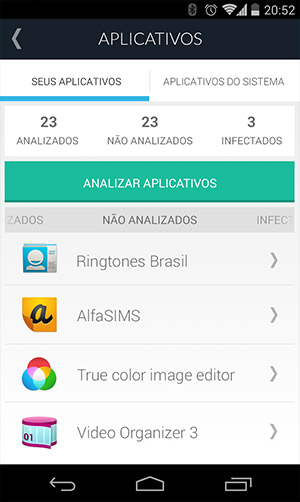 20:52
APLICATIVOS
SEUS APLICATIVOS APLICATIVOS DO SISTEMA
23 23 3
ANALIZADOS NÃO ANALIZADOS INFECTADOS
ANALIZAR APLICATIVOS
ZADOS NÃO ANALIZADOS INFECT
Ringtones Brasil
a AlfaSIMS
True color image editor
01 Video Organizer 3